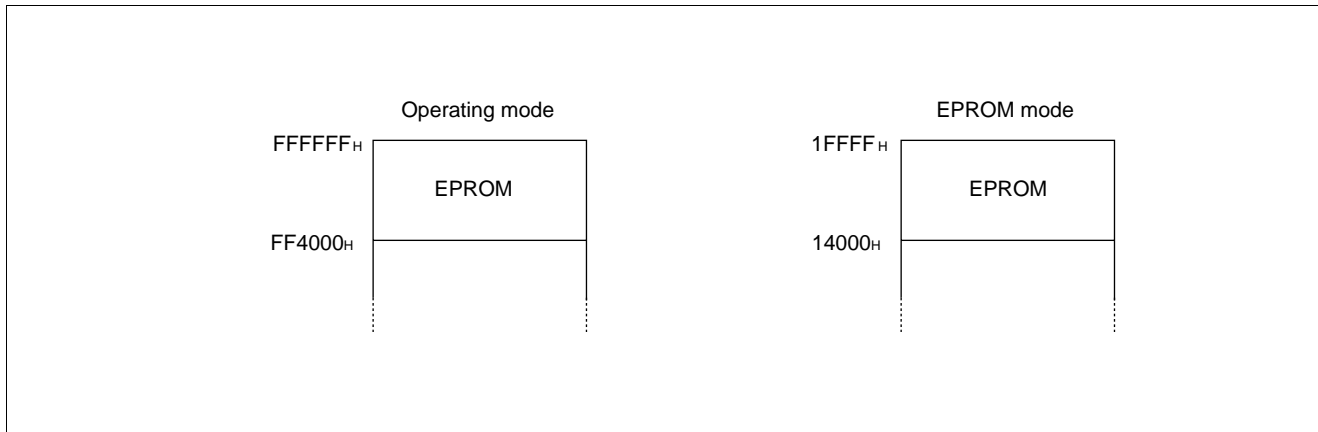 Operating mode
FFFFFFH
EPROM
FF4000H
EPROM mode
1FFFFH
EPROM
14000H